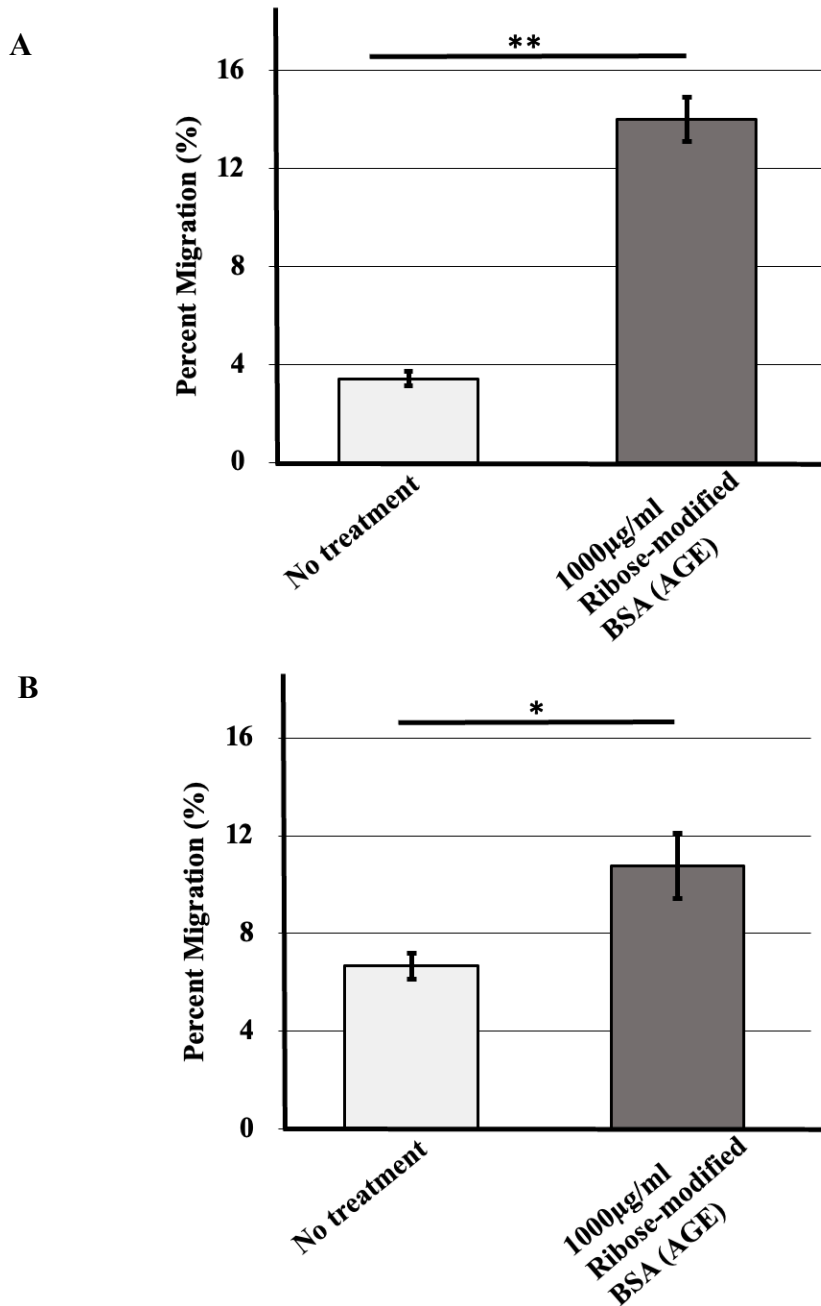 A
**
Percent Migration (%)
16
12
8
4
0
No treatment
1000µg/ml
Ribose-modified
BSA (AGE)
B
*
Percent Migration (%)
16
12
8
4
0
No treatment
1000µg/ml
Ribose-modified
BSA (AGE)